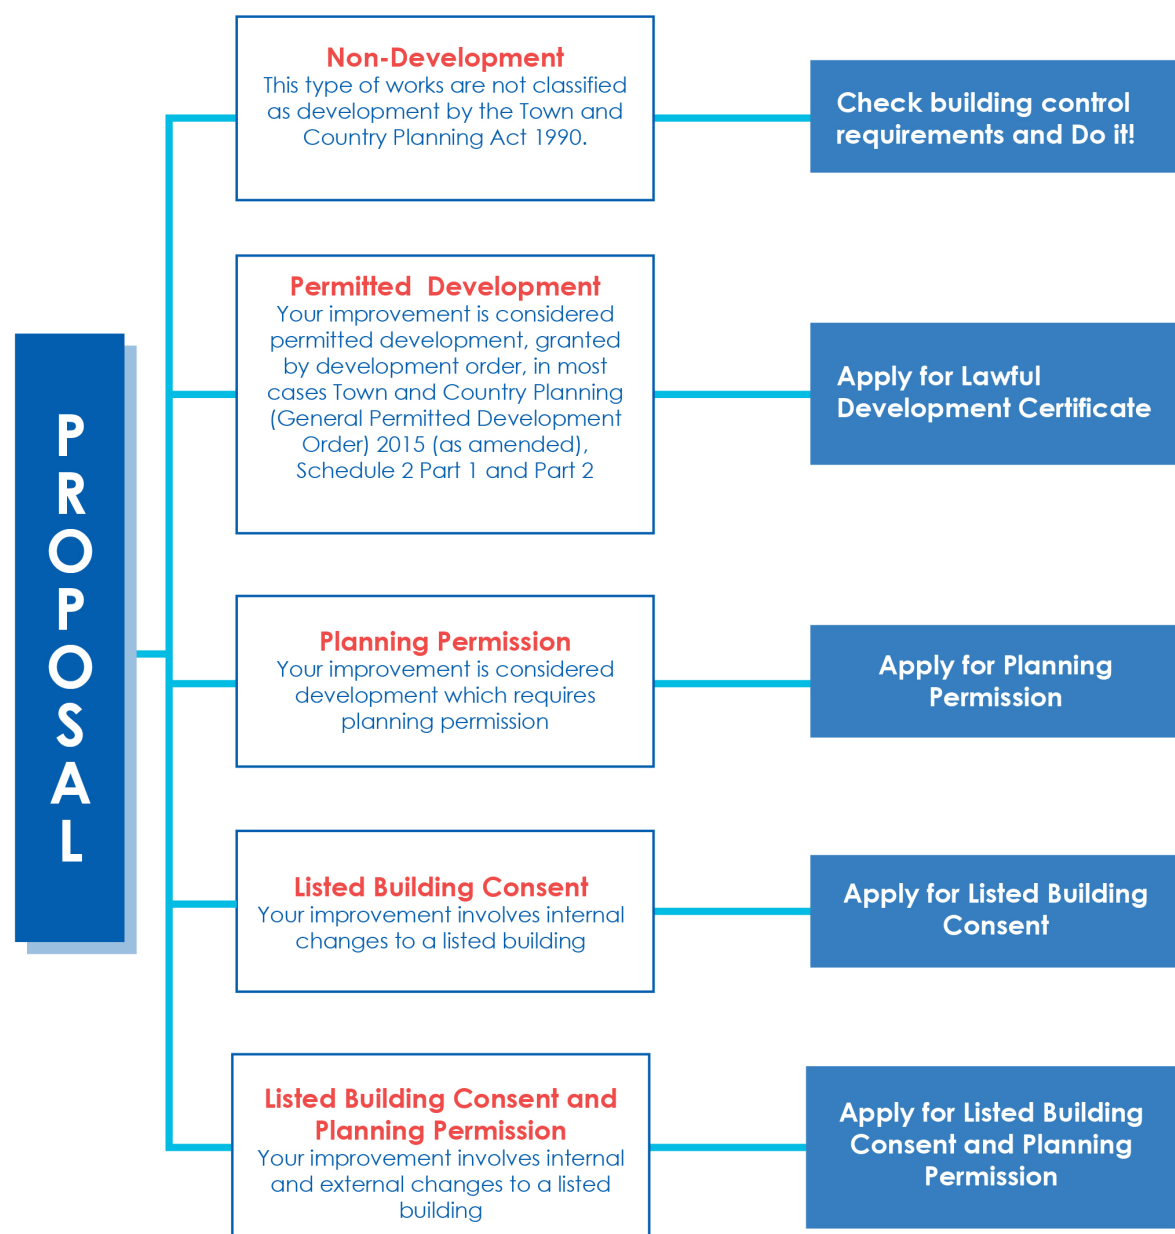 PROPOSAL
Non-Development
This type of works are not classified
as development by the Town and
Country Planning Act 1990.
Check building control
requirements and Do it!
Permitted Development
Your improvement is considered
permitted development, granted
by development order, in most
cases Town and Country Planning
(General Permitted Development
Order) 2015 (as amended),
Schedule 2 Part 1 and Part 2
Apply for Lawful
Development Certificate
Planning Permission
Your improvement is considered
development which requires
planning permission
Apply for Planning
Permission
Listed Building Consent
Your improvement involves internal
changes to a listed building
Apply for Listed Building
Consent
Listed Building Consent and
Planning Permission
Your improvement involves internal
and external changes to a listed
building
Apply for Listed Building
Consent and Planning
Permission